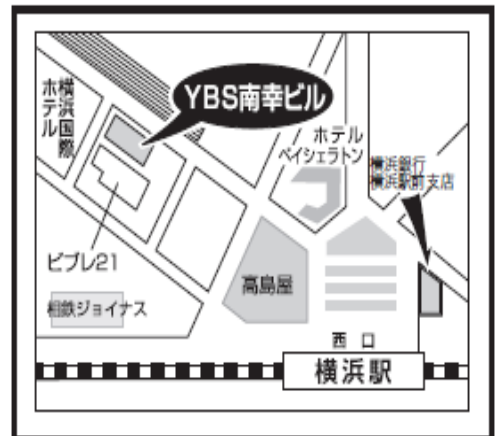 YBS南幸ビル
横浜国際
ホテル
ホテル
ベイシェラトン
横浜銀行
横浜駅前支店
ビブレ21
高島屋
相鉄ジョイナス
西口
横浜駅